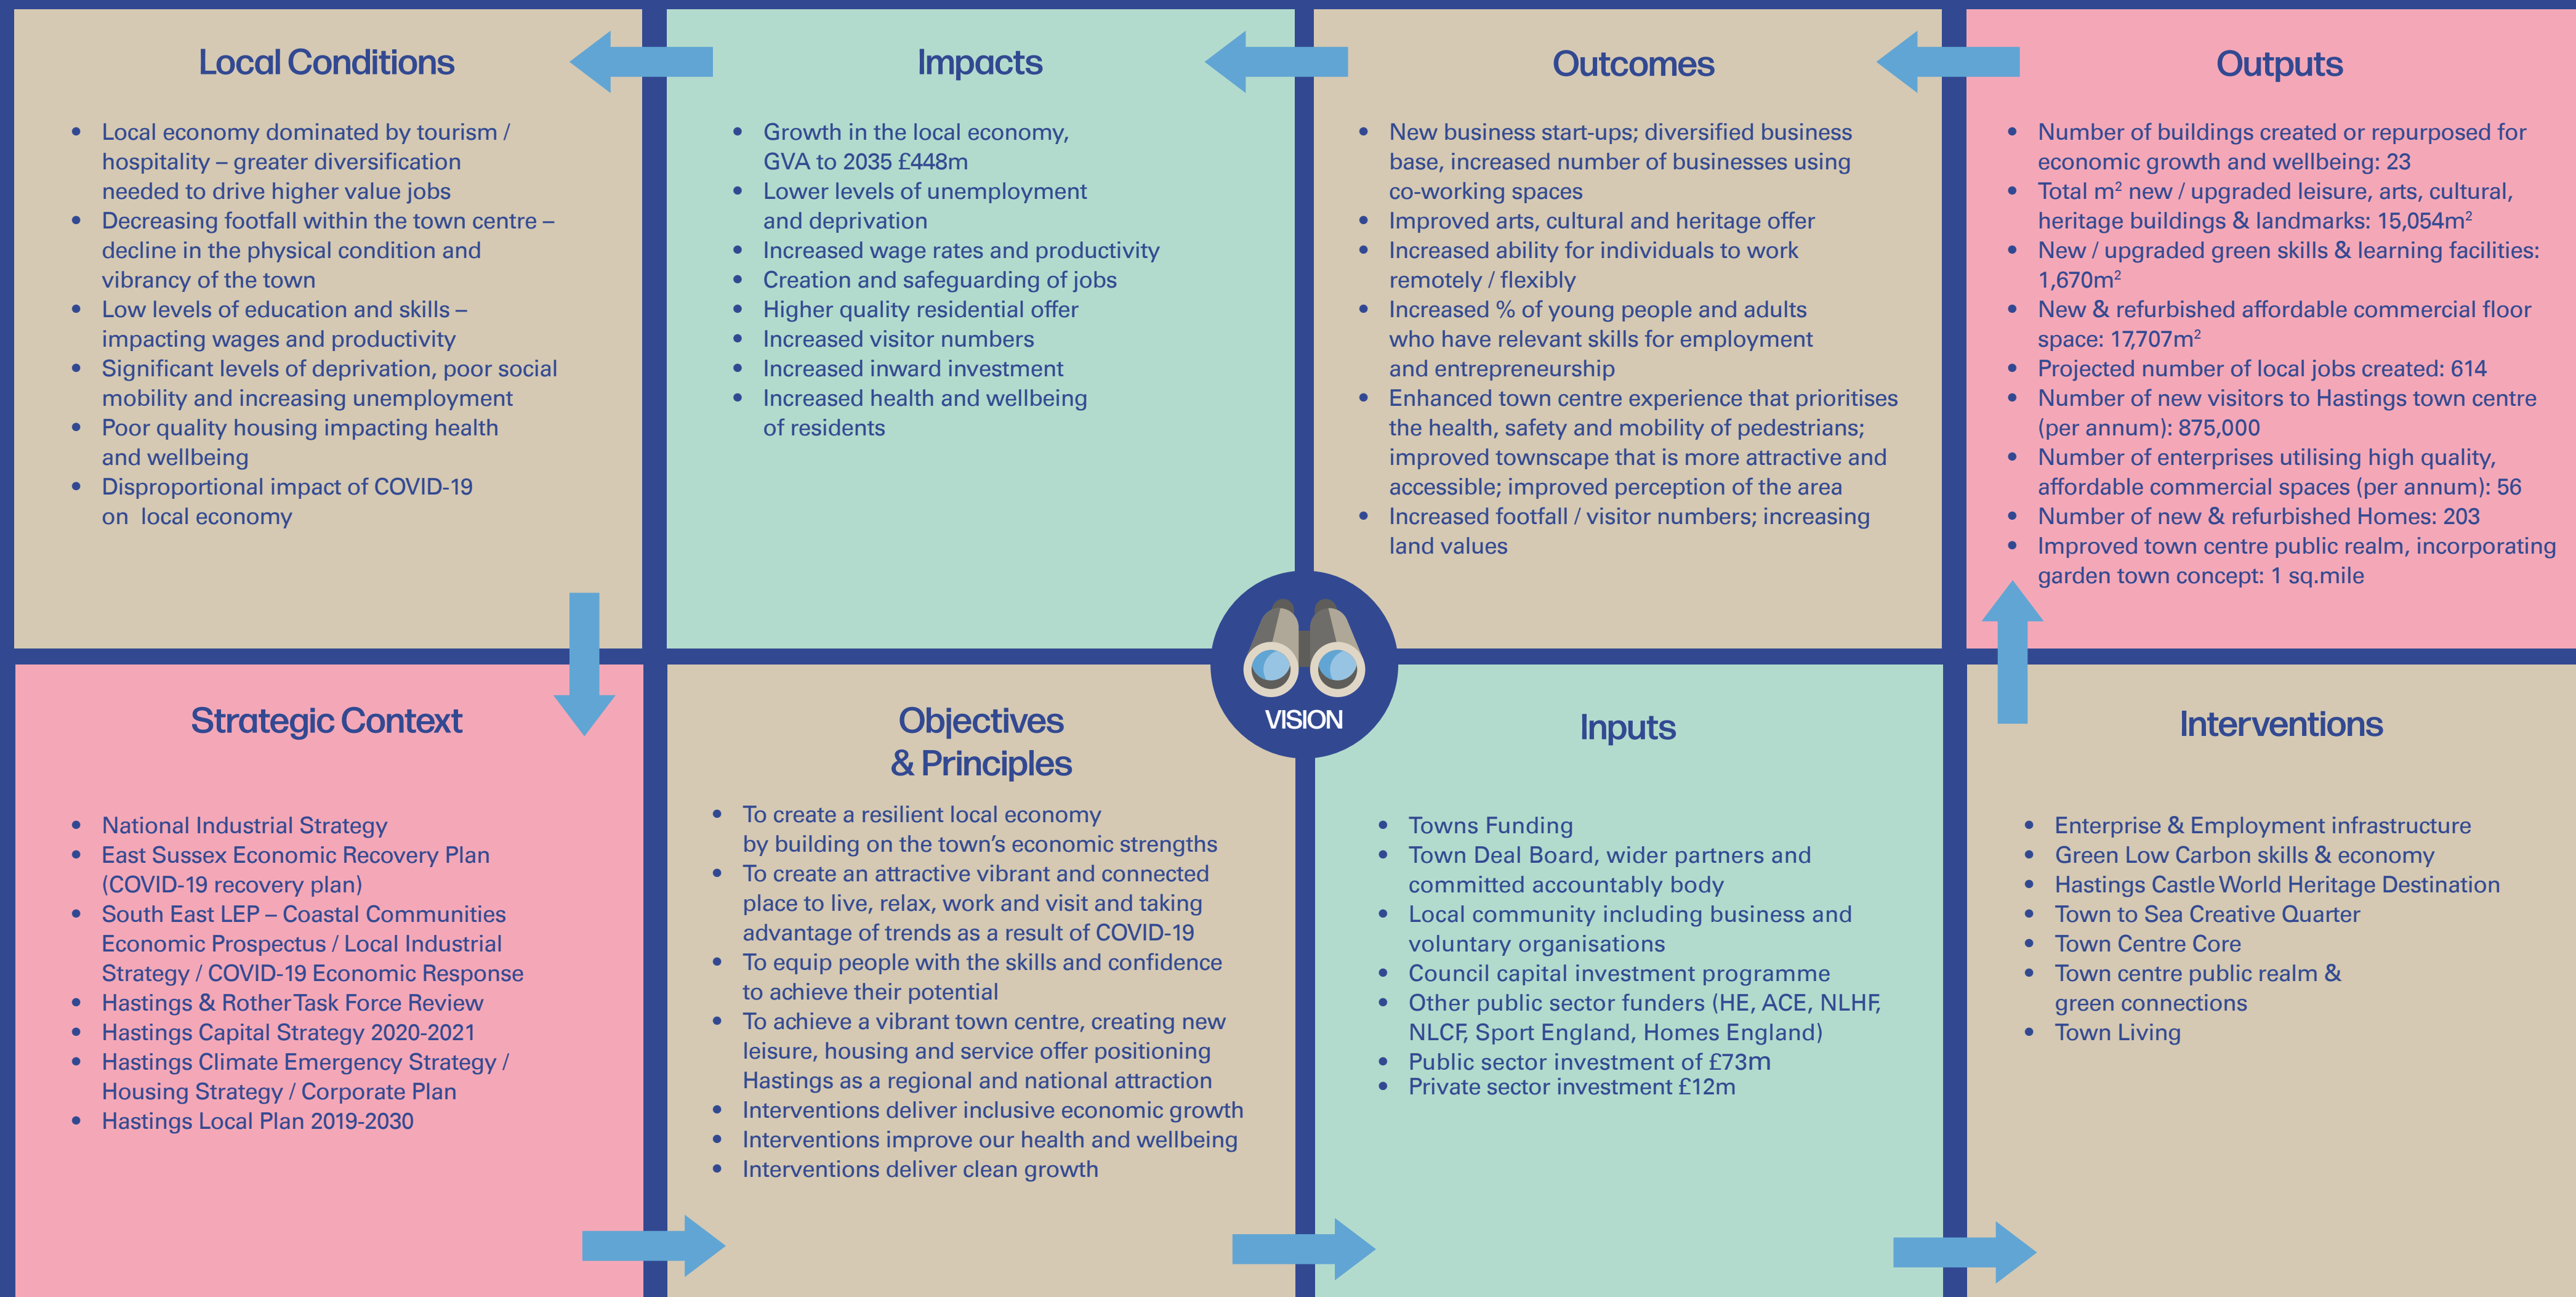 Local Conditions
• Local economy dominated by tourism /
hospitality – greater diversification
needed to drive higher value jobs
• Decreasing footfall within the town centre –
decline in the physical condition and
vibrancy of the town
• Low levels of education and skills –
impacting wages and productivity
• Significant levels of deprivation, poor social
mobility and increasing unemployment
• Poor quality housing impacting health
and wellbeing
• Disproportional impact of COVID-19
on local economy
Impacts
• Growth in the local economy,
GVA to 2035 £448m
• Lower levels of unemployment
and deprivation
• Increased wage rates and productivity
• Creation and safeguarding of jobs
• Higher quality residential offer
• Increased visitor numbers
• Increased inward investment
• Increased health and wellbeing
of residents
Outcomes
• New business start-ups; diversified business
base, increased number of businesses using
co-working spaces
• Improved arts, cultural and heritage offer
• Increased ability for individuals to work
remotely / flexibly
• Increased % of young people and adults
who have relevant skills for employment
and entrepreneurship
• Enhanced town centre experience that prioritises
the health, safety and mobility of pedestrians;
improved townscape that is more attractive and
accessible; improved perception of the area
• Increased footfall / visitor numbers; increasing
land values
Outputs
• Number of buildings created or repurposed for
economic growth and wellbeing: 23
• Total m² new / upgraded leisure, arts, cultural,
heritage buildings & landmarks: 15,054m²
• New / upgraded green skills & learning facilities:
1,670m²
• New & refurbished affordable commercial floor
space: 17,707m²
• Projected number of local jobs created: 614
• Number of new visitors to Hastings town centre
(per annum): 875,000
• Number of enterprises utilising high quality,
affordable commercial spaces (per annum): 56
• Number of new & refurbished Homes: 203
• Improved town centre public realm, incorporating
garden town concept: 1 sq.mile
VISION
Strategic Context
• National Industrial Strategy
• East Sussex Economic Recovery Plan
(COVID-19 recovery plan)
• South East LEP – Coastal Communities
Economic Prospectus / Local Industrial
Strategy / COVID-19 Economic Response
• Hastings & Rother Task Force Review
• Hastings Capital Strategy 2020-2021
• Hastings Climate Emergency Strategy /
Housing Strategy / Corporate Plan
• Hastings Local Plan 2019-2030
Objectives
& Principles
• To create a resilient local economy
by building on the town’s economic strengths
• To create an attractive vibrant and connected
place to live, relax, work and visit and taking
advantage of trends as a result of COVID-19
• To equip people with the skills and confidence
to achieve their potential
• To achieve a vibrant town centre, creating new
leisure, housing and service offer positioning
Hastings as a regional and national attraction
• Interventions deliver inclusive economic growth
• Interventions improve our health and wellbeing
• Interventions deliver clean growth
Inputs
• Towns Funding
• Town Deal Board, wider partners and
committed accountably body
• Local community including business and
voluntary organisations
• Council capital investment programme
• Other public sector funders (HE, ACE, NLHF,
NLCF, Sport England, Homes England)
• Public sector investment of £73m
• Private sector investment £12m
Interventions
• Enterprise & Employment infrastructure
• Green Low Carbon skills & economy
• Hastings Castle World Heritage Destination
• Town to Sea Creative Quarter
• Town Centre Core
• Town centre public realm &
green connections
• Town Living